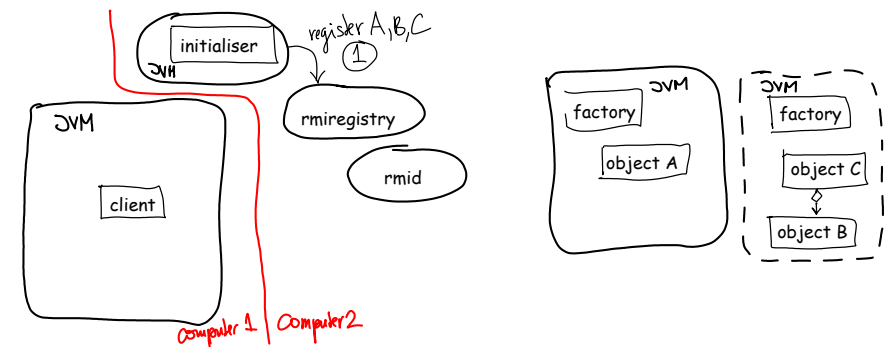 initialiser
JVM
register A,B,C
1
rmiregistry
rmid
JVM
client
computer 1
computer 2
JVM
factory
object A
JVM
factory
object C
object B